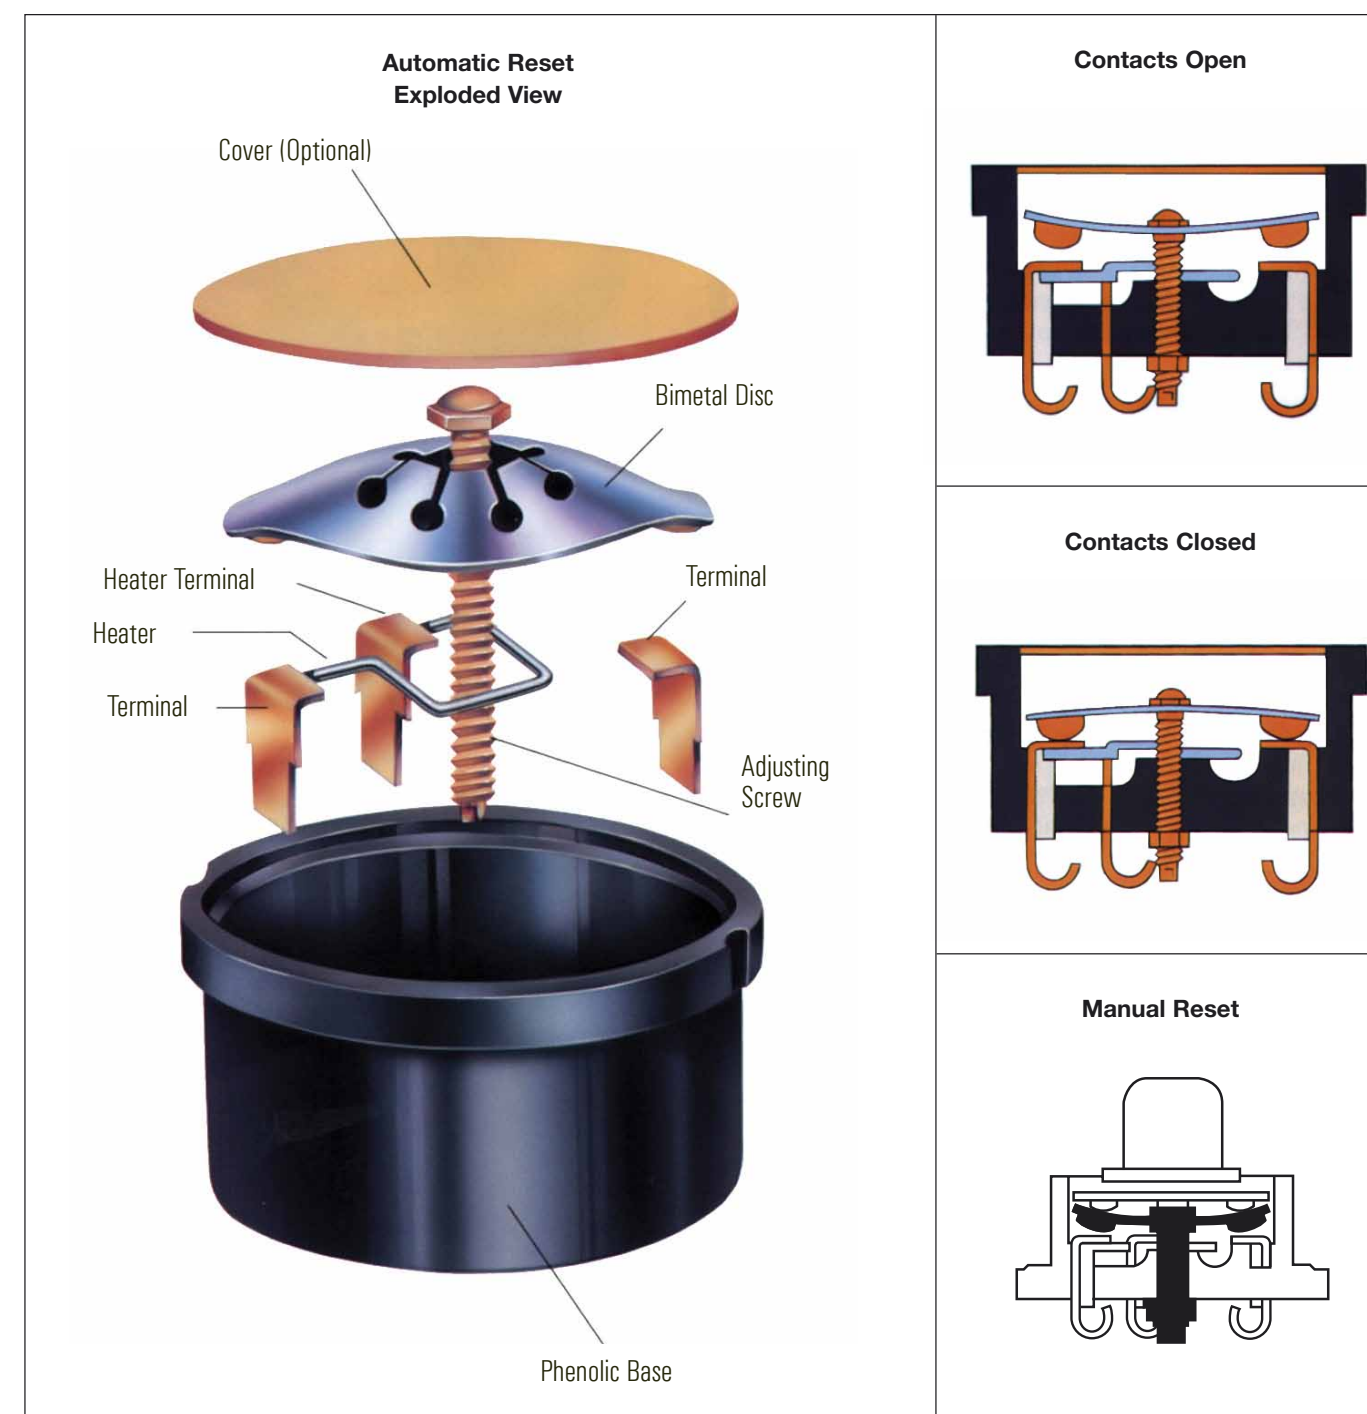 Automatic Reset
Exploded View
Cover (Optional)
Bimetal Disc
Heater Terminal
Terminal
Heater
Terminal
Adjusting
Screw
Phenolic Base
Contacts Open
Contacts Closed
Manual Reset